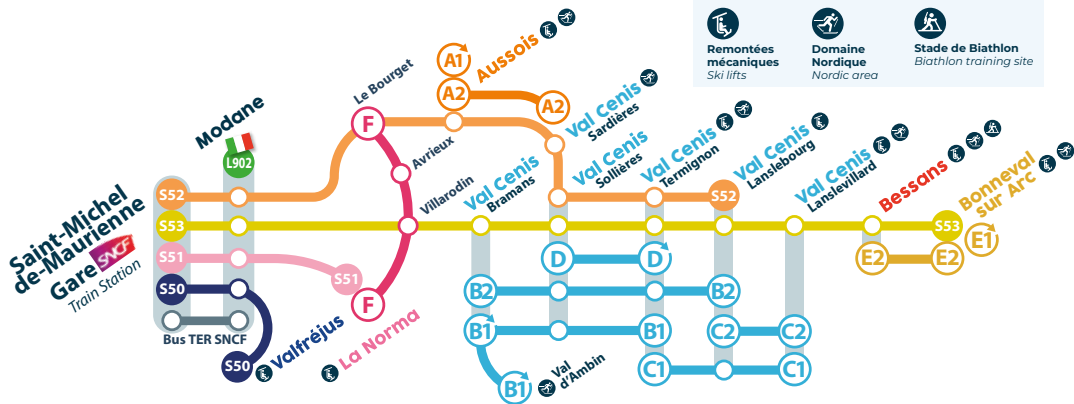 Remontées
mécaniques
Ski lifts
Domaine
Nordique
Nordic area
Stade de Biathlon
Biathlon training site
Saint-Michel
de-Maurienne
Gare SNCF
Train Station
Modane
L902
Le Bourget
Avrieux
Villarodin
Aussois
A1
A2
A2
Val Cenis
Sardières
Val Cenis
Bramans
Val Cenis
Sollières
Val Cenis
Termignon
Val Cenis
Lanslebourg
Val Cenis
Lanslevillard
Bessans
Bonneval
sur Arc
S52
F
S52
S53
S53
E1
S51
S51
D
D
E2
E2
S50
F
B2
B2
Bus TER SNCF
B1
B1
C2
C2
S50
Valfréjus
La Norma
B1
Val
d'Ambin
C1
C1